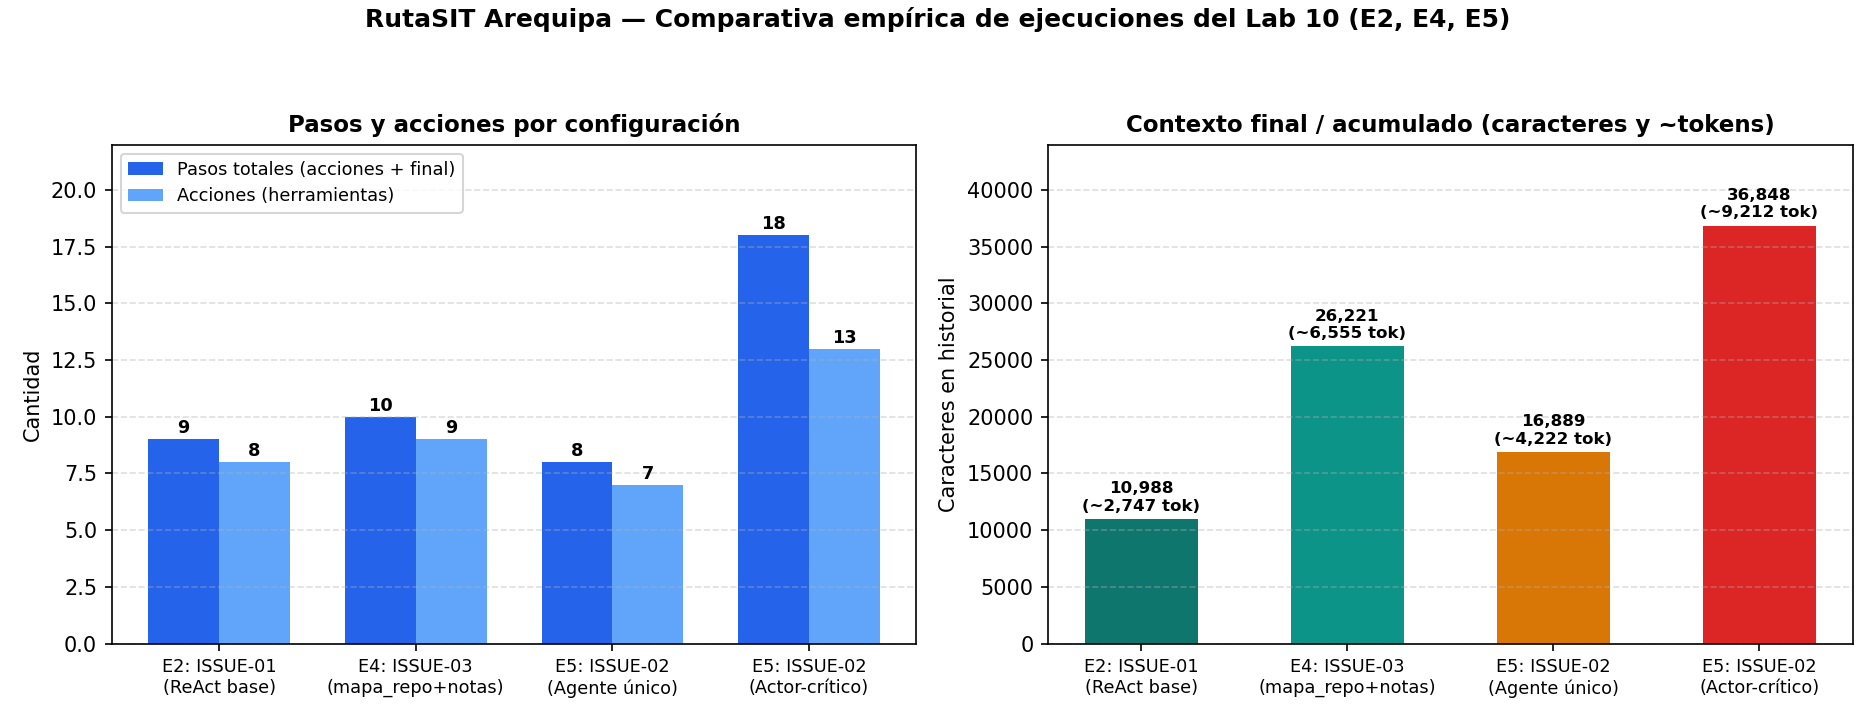 RutaSIT Arequipa — Comparativa empírica de ejecuciones del Lab 10 (E2, E4, E5)
Pasos y acciones por configuración
Pasos totales (acciones + final)
Acciones (herramientas)
Cantidad
20.0
17.5
15.0
12.5
10.0
7.5
5.0
2.5
0.0
9
8
10
9
8
7
18
13
E2: ISSUE-01
(ReAct base)
E4: ISSUE-03
(mapa_repo+notas)
E5: ISSUE-02
(Agente único)
E5: ISSUE-02
(Actor-crítico)
Contexto final / acumulado (caracteres y ~tokens)
Caracteres en historial
40000
35000
30000
25000
20000
15000
10000
5000
0
10,988
(~2,747 tok)
26,221
(~6,555 tok)
16,889
(~4,222 tok)
36,848
(~9,212 tok)
E2: ISSUE-01
(ReAct base)
E4: ISSUE-03
(mapa_repo+notas)
E5: ISSUE-02
(Agente único)
E5: ISSUE-02
(Actor-crítico)